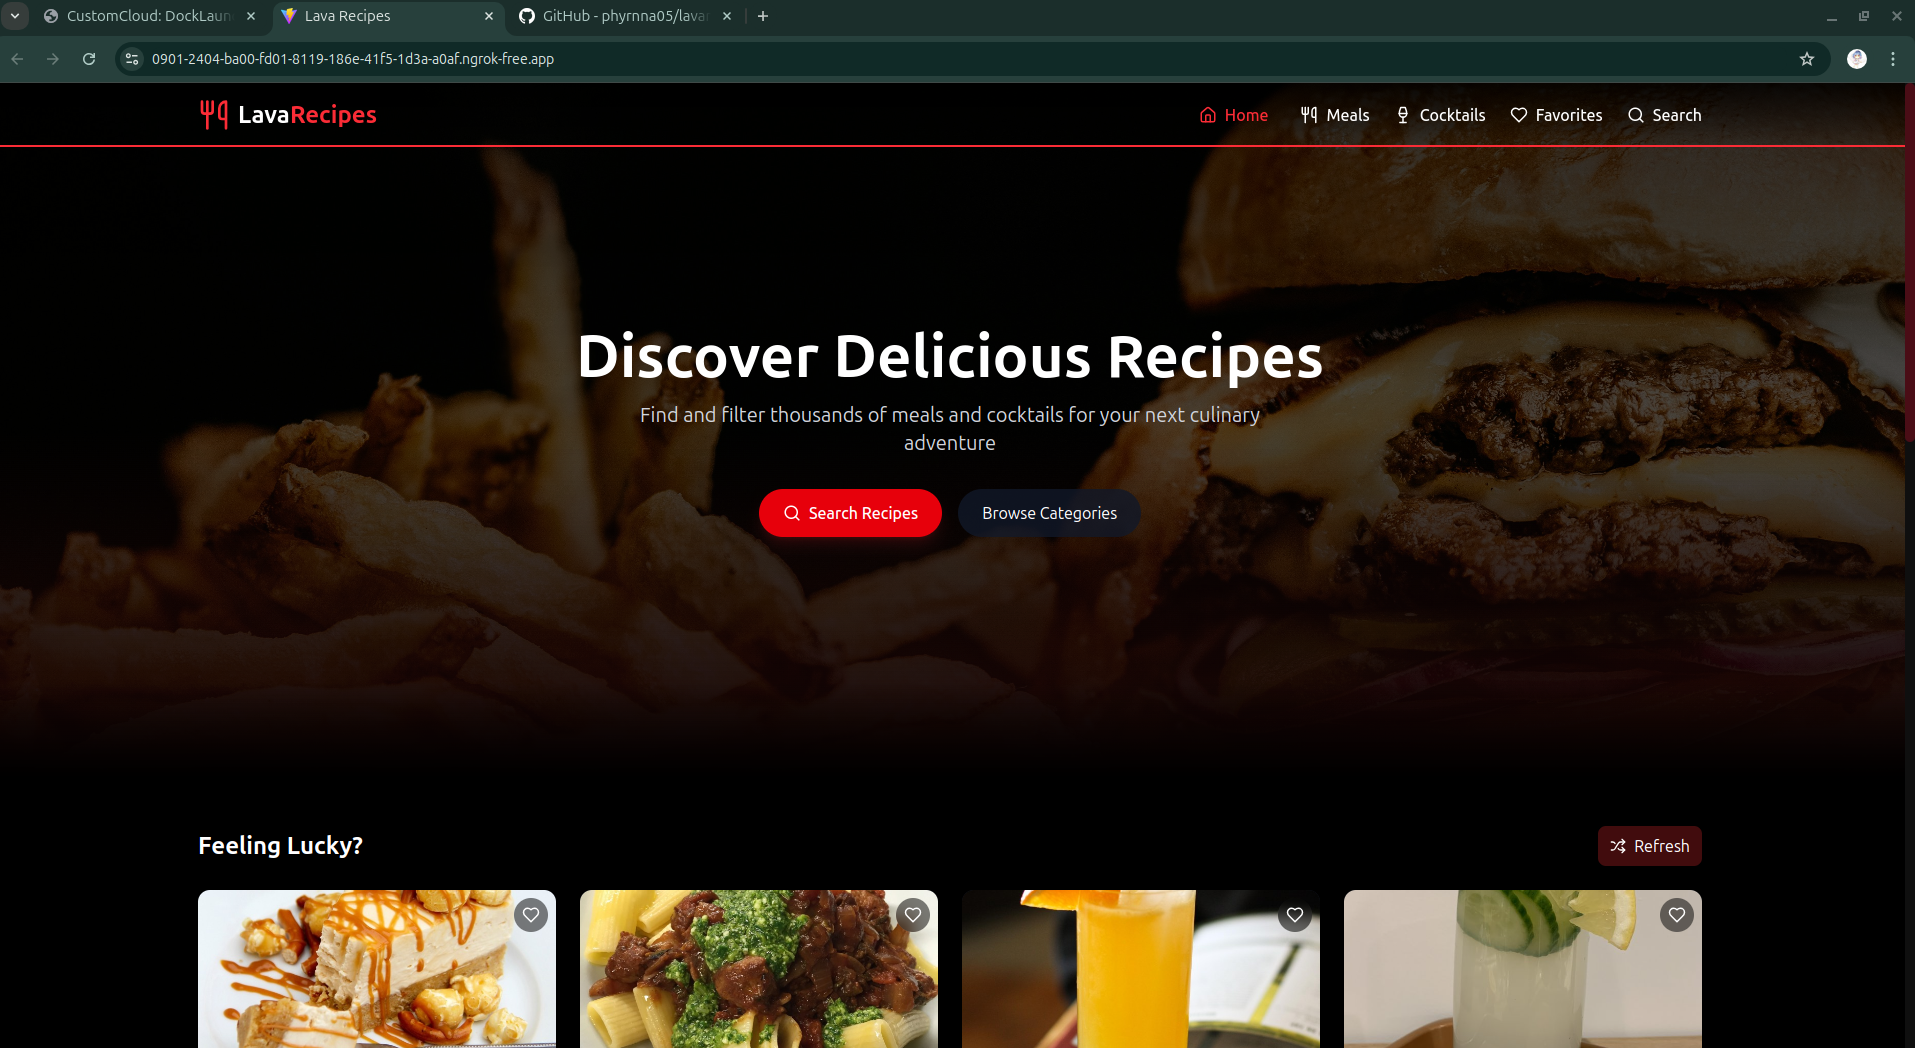 CustomCloud: DockLaun
Lava Recipes
GitHub - phyrnna05/lavar
0901-2404-ba00-fd01-8119-186e-41f5-1d3a-a0af.ngrok-free.app
LavaRecipes
Home
Meals
Cocktails
Favorites
Search
Discover Delicious Recipes
Find and filter thousands of meals and cocktails for your next culinary
adventure
Search Recipes
Browse Categories
Feeling Lucky?
Refresh